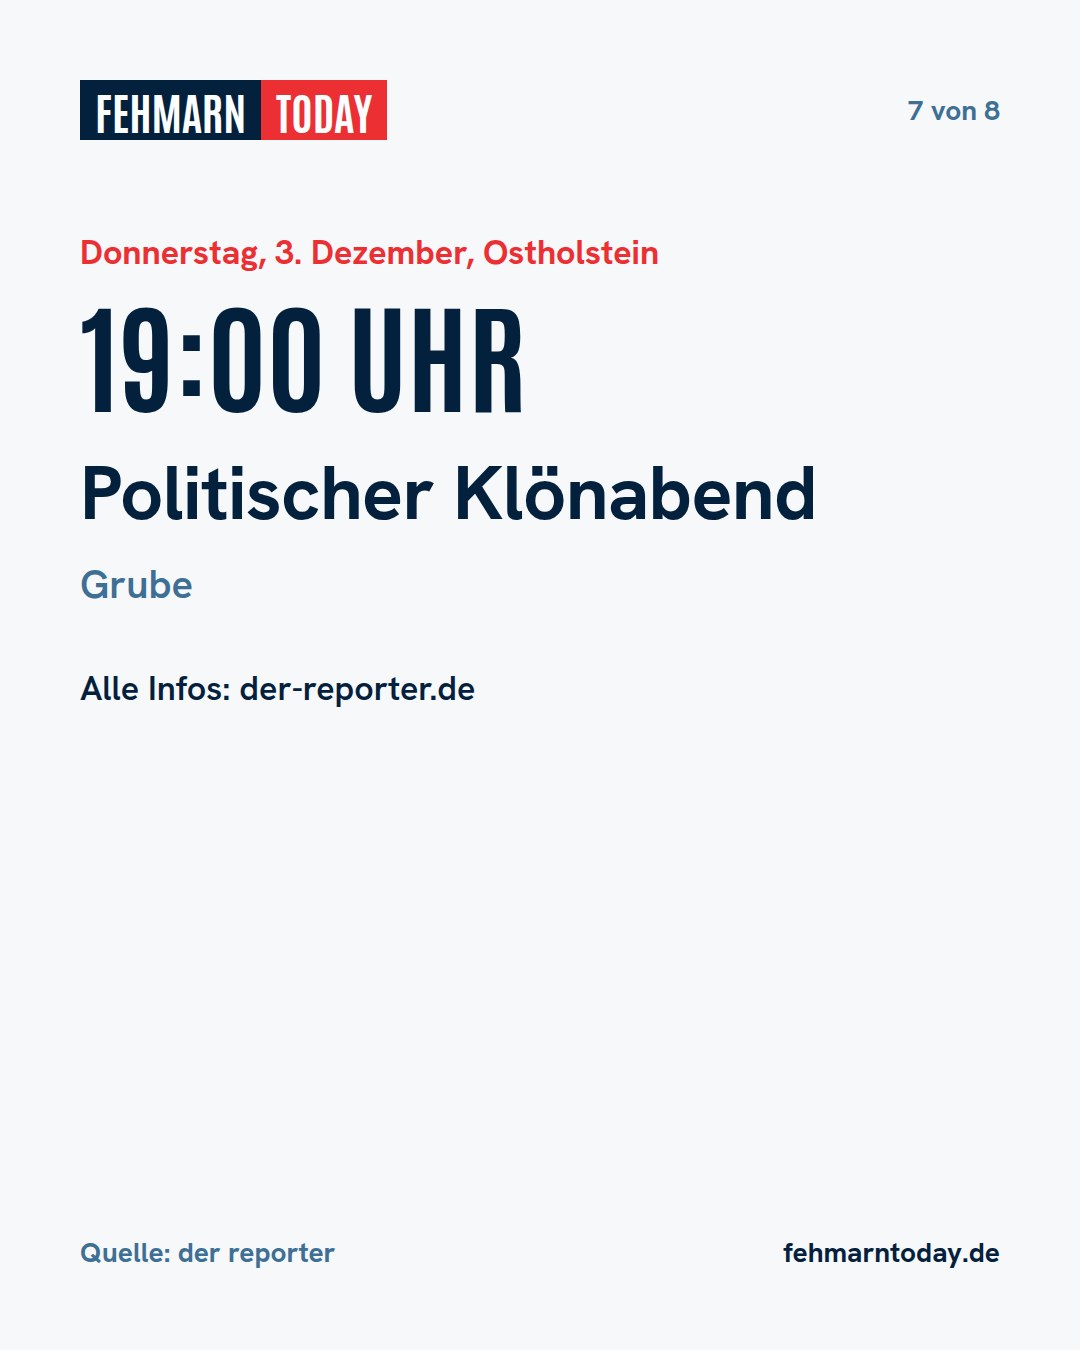 FEHMARN TODAY
7 von 8
Donnerstag, 3. Dezember, Ostholstein
19:00 UHR
Politischer Klönabend
Grube
Alle Infos: der-reporter.de
Quelle: der reporter
fehmarntoday.de